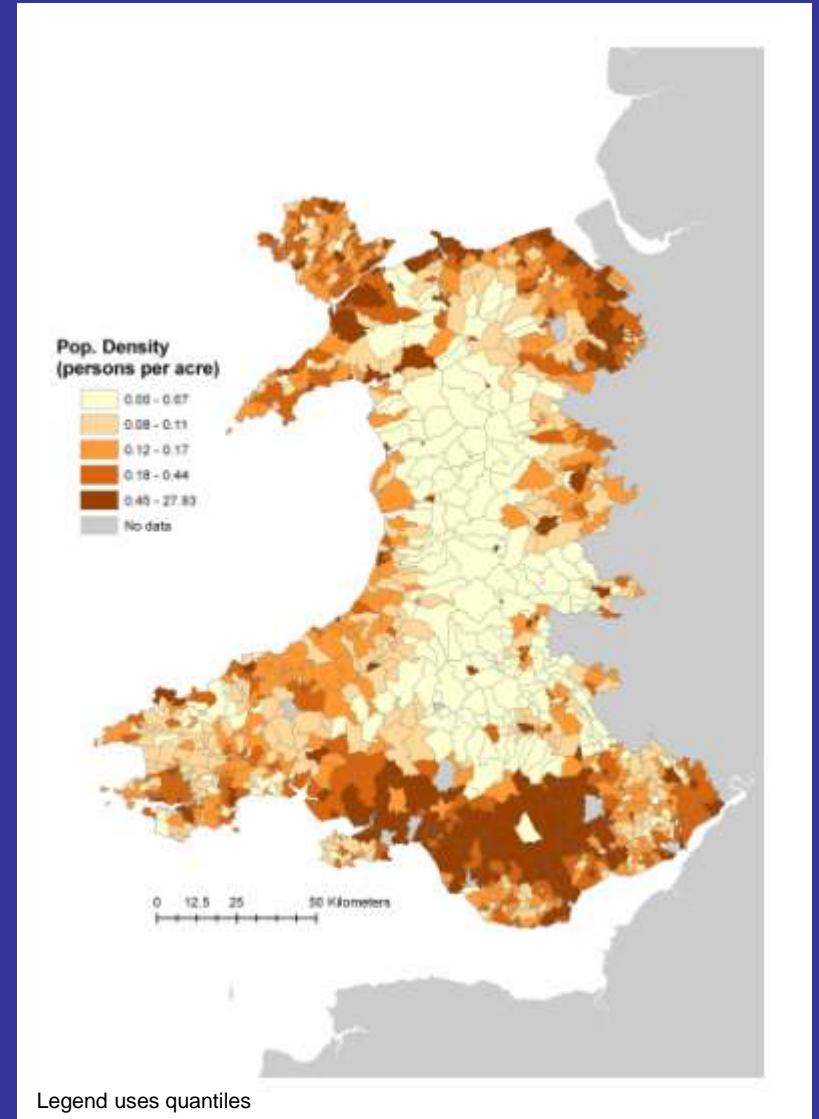 Pop. Density
(persons per acre)
0.00 - 0.07
0.08 - 0.11
0.12 - 0.17
0.18 - 0.44
0.45 - 27.93
No data
0 12.5 25 50 Kilometers
Legend uses quantiles